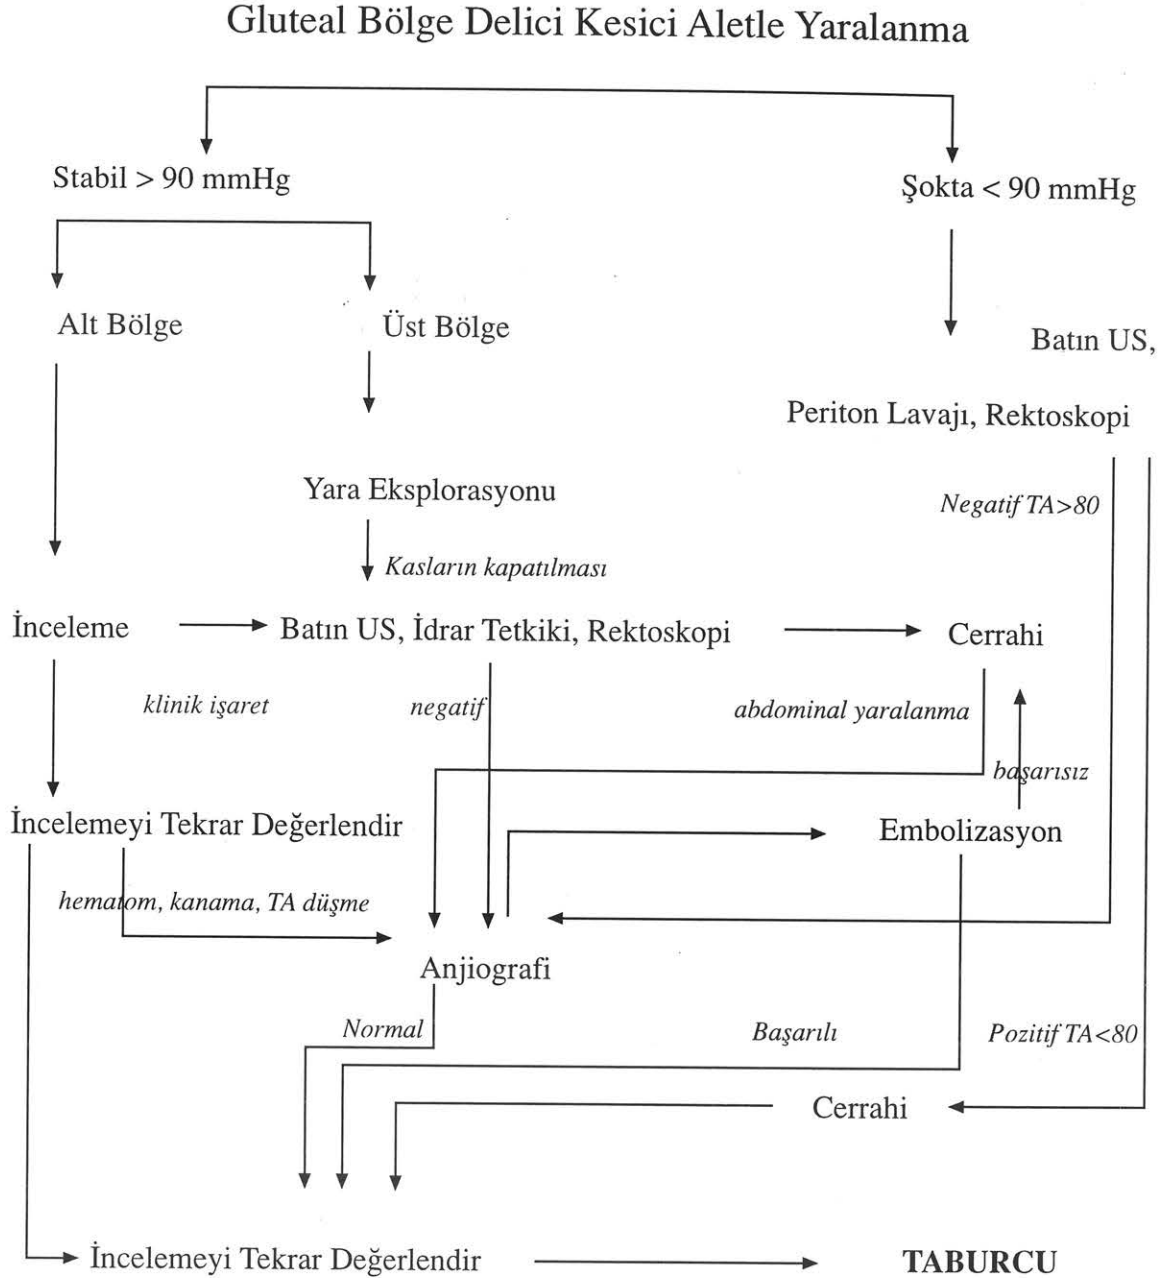 Gluteal Bölge Delici Kesici Aletle Yaralanma
Stabil > 90 mmHg
Şokta < 90 mmHg
Alt Bölge
Üst Bölge
Batın US,
Periton Lavajı, Rektoskopi
Yara Eksplorasyonu
Negatif TA>80
Kasların kapatılması
İnceleme
Batın US, İdrar Tetkiki, Rektoskopi
Cerrahi
klinik işaret
negatif
abdominal yaralanma
başarısız
İncelemeyi Tekrar Değerlendir
Embolizasyon
hematom, kanama, TA düşme
Anjiografi
Normal
Başarılı
Pozitif TA<80
Cerrahi
İncelemeyi Tekrar Değerlendir
TABURCU